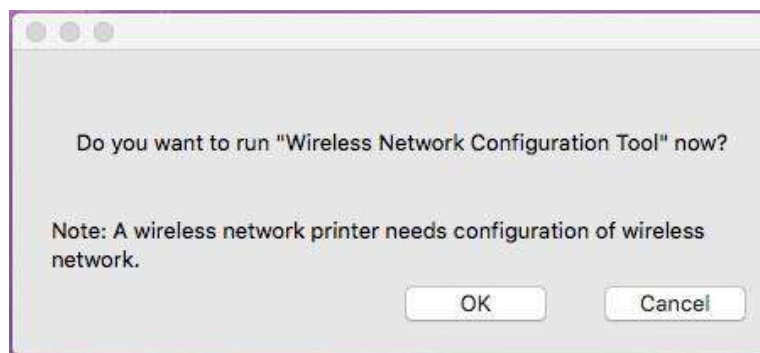 Do you want to run "Wireless Network Configuration Tool" now?
Note: A wireless network printer needs configuration of wireless
network.
OK Cancel